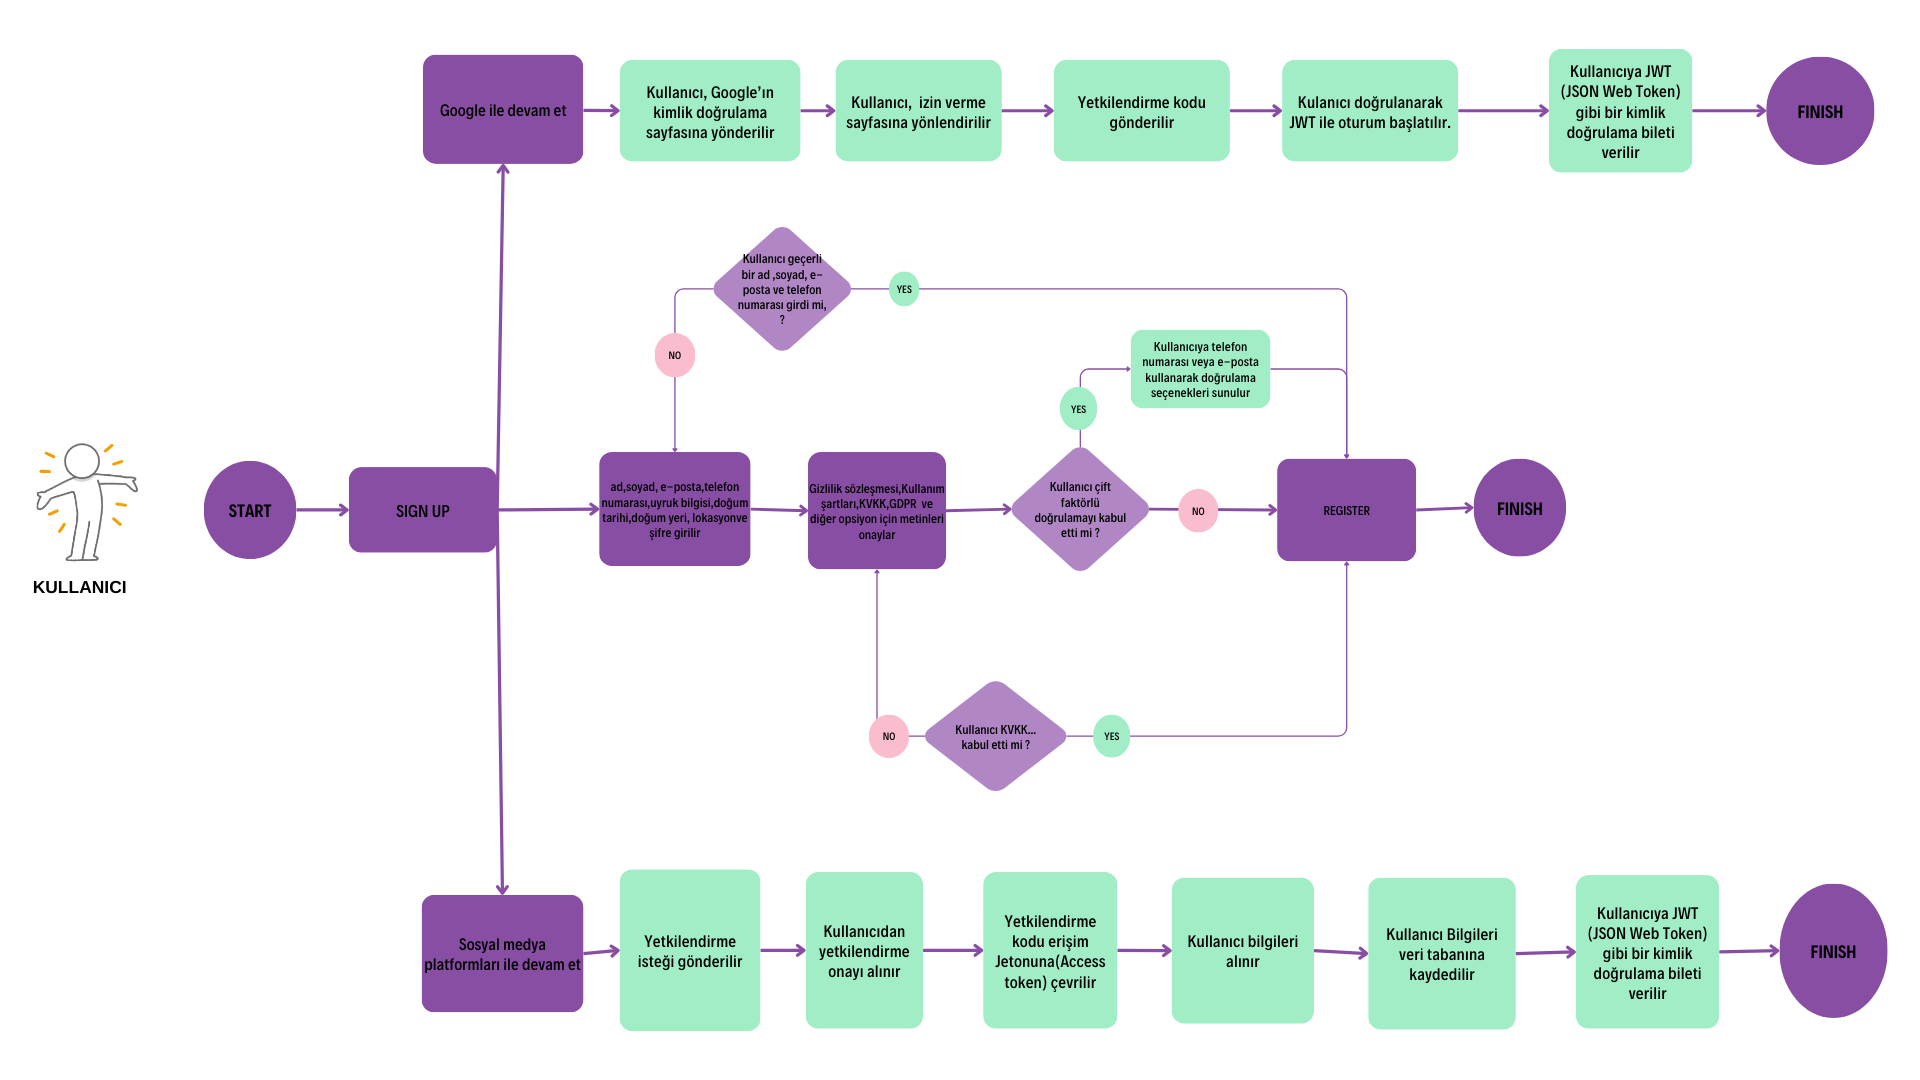 Google ile devam et
Kullanıcı, Google'ın
kimlik doğrulama
sayfasına yönderilir
Kullanıcı,  izin verme
sayfasına yönlendirilir
Yetkilendirme kodu
gönderilir
Kulanıcı doğrulanarak
JWT ile oturum başlatılır.
Kullanıcıya JWT
(JSON Web Token)
gibi bir kimlik
doğrulama bileti
verilir
FINISH
Kullanıcı geçerli
bir ad ,soyad, e-
posta ve telefon
numarası girdi mi,
?
YES
NO
Kullanıcıya telefon
numarası veya e-posta
kullanarak doğrulama
seçenekleri sunulur
YES
KULLANICI
START
SIGN UP
ad,soyad, e-posta,telefon
numarası,uyruk bilgisi,doğum
tarihi,doğum yeri, lokasyonve
şifre girilir
Gizlilik sözleşmesi,Kullanım
şartları,KVKK,GDPR  ve
diğer opsiyon için metinleri
onaylar
Kullanıcı çift
faktörlü
doğrulamayı kabul
etti mi ?
NO
REGISTER
FINISH
NO
Kullanıcı KVKK...
kabul etti mi ?
YES
Sosyal medya
platformları ile devam et
Yetkilendirme
isteği gönderilir
Kullanıcıdan
yetkilendirme
onayı alınır
Yetkilendirme
kodu erişim
Jetonuna(Access
token) çevrilir
Kullanıcı bilgileri
alınır
Kullanıcı Bilgileri
veri tabanına
kaydedilir
Kullanıcıya JWT
(JSON Web Token)
gibi bir kimlik
doğrulama bileti
verilir
FINISH